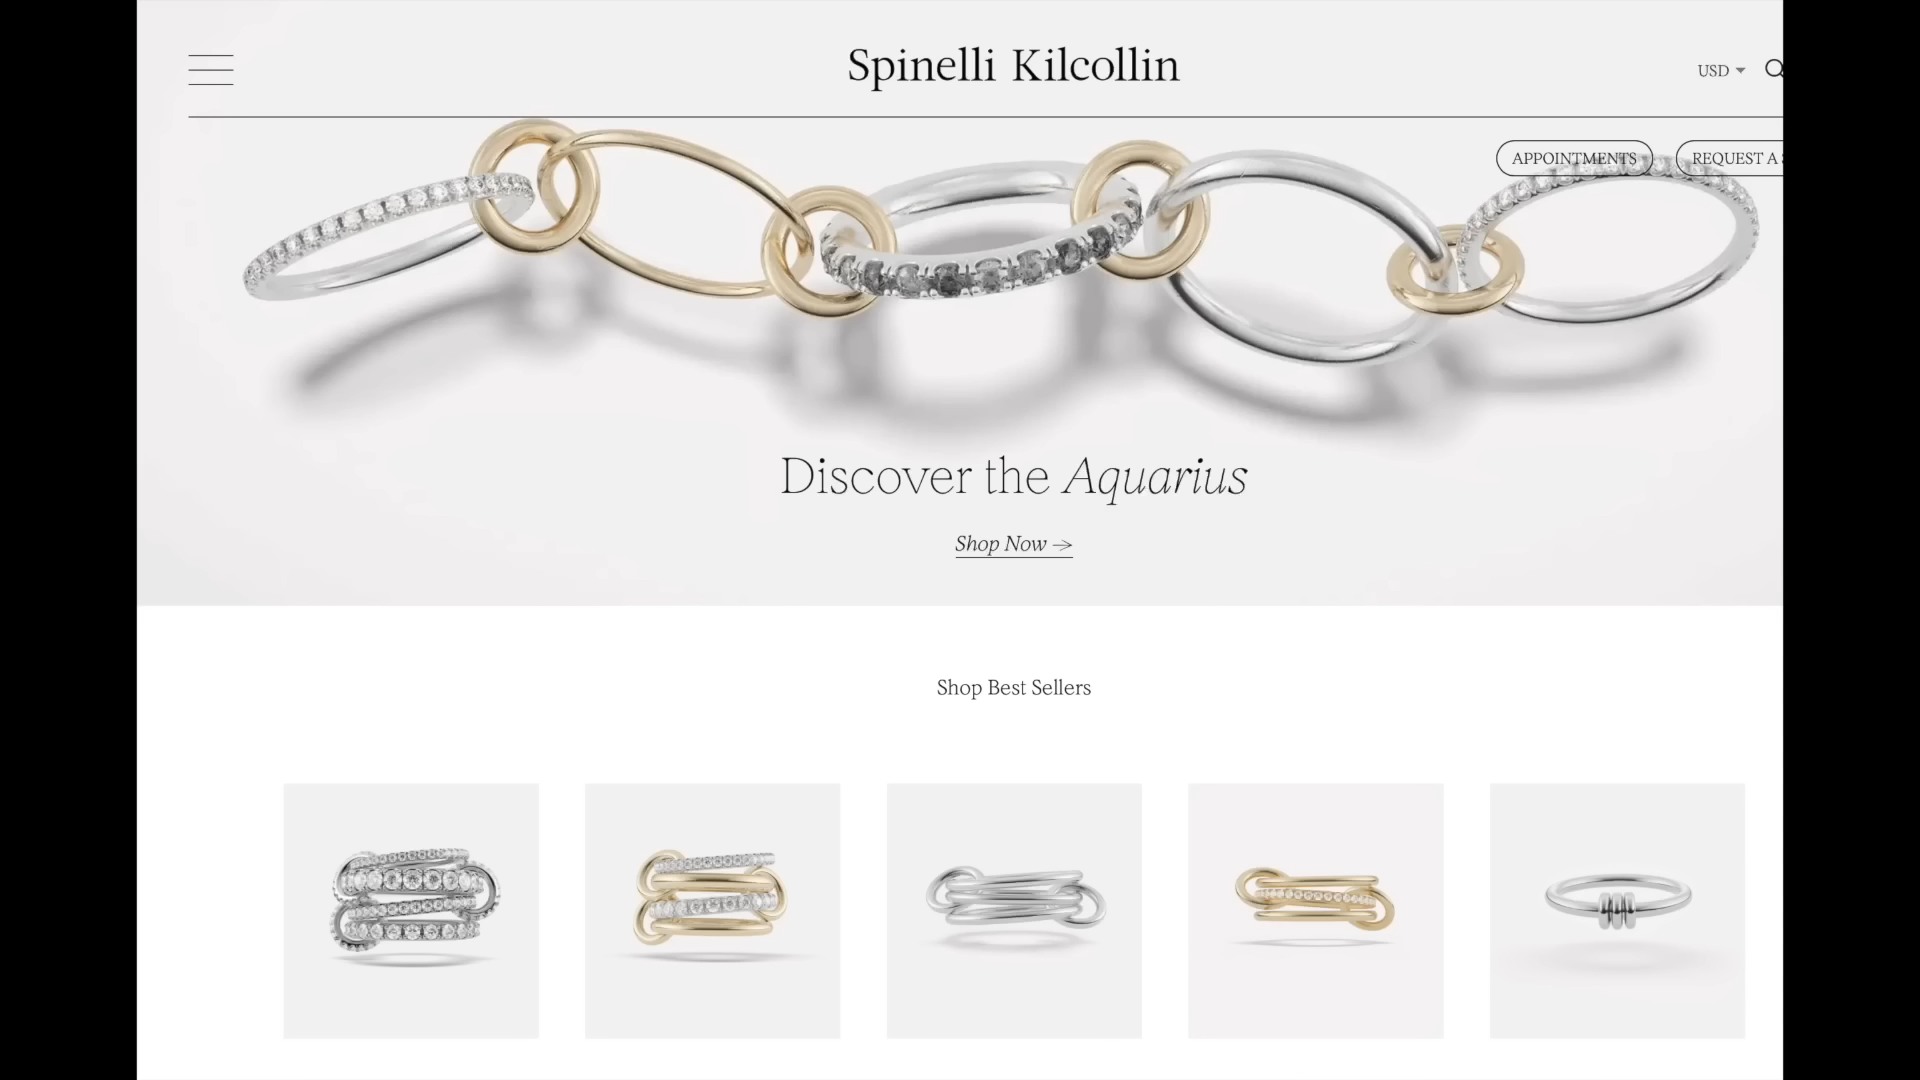 Spinelli Kilcollin
USD
APPOINTMENTS
REQUEST A
Discover the Aquarius
Shop Now →
Shop Best Sellers